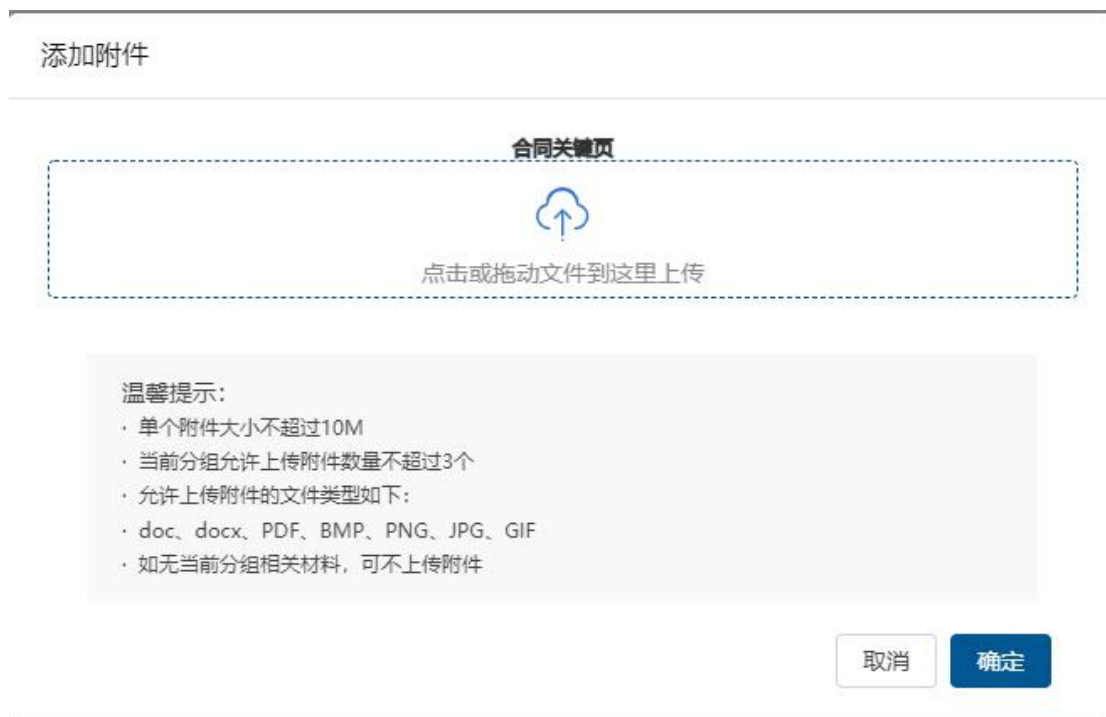 添加附件
合同关键页
点击或拖动文件到这里上传
温馨提示：
· 单个附件大小不超过10M
· 当前分组允许上传附件数量不超过3个
· 允许上传附件的文件类型如下：
· doc、docx、PDF、BMP、PNG、JPG、GIF
· 如无当前分组相关材料，可不上传附件
取消 确定